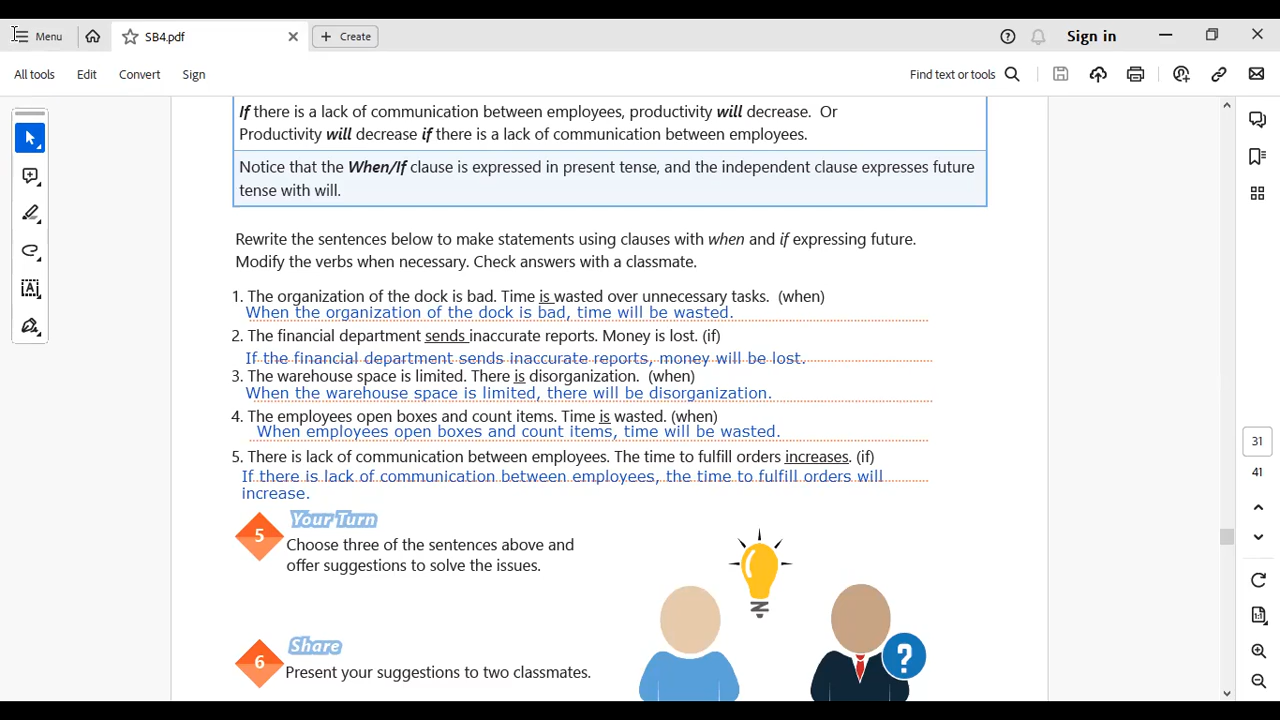 Menu
SB4.pdf
Create
Sign in
All tools
Edit
Convert
Sign
Find text or tools
If there is a lack of communication between employees, productivity will decrease. Or
Productivity will decrease if there is a lack of communication between employees.
Notice that the When/If clause is expressed in present tense, and the independent clause expresses future
tense with will.
Rewrite the sentences below to make statements using clauses with when and if expressing future.
Modify the verbs when necessary. Check answers with a classmate.
1. The organization of the dock is bad. Time is wasted over unnecessary tasks. (when)
When the organization of the dock is bad, time will be wasted.
2. The financial department sends inaccurate reports. Money is lost. (if)
If the financial department sends inaccurate reports, money will be lost.
3. The warehouse space is limited. There is disorganization. (when)
When the warehouse space is limited, there will be disorganization.
4. The employees open boxes and count items. Time is wasted. (when)
When employees open boxes and count items, time will be wasted.
5. There is lack of communication between employees. The time to fulfill orders increases. (if)
If there is lack of communication between employees, the time to fulfill orders will
increase.
5
Your Turn
Choose three of the sentences above and
offer suggestions to solve the issues.
6
Share
Present your suggestions to two classmates.
?
31
41